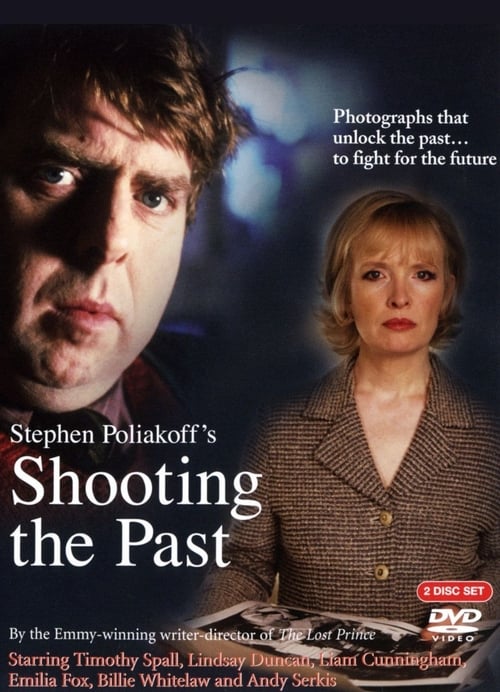 Photographs that
unlock the past...
to fight for the future
Stephen Poliakoff's
Shooting
the Past
2 DISC SET
DVD
VIDEO
By the Emmy-winning writer-director of The Lost Prince
Starring Timothy Spall, Lindsay Duncan, Liam Cunningham,
Emilia Fox, Billie Whitelaw and Andy Serkis